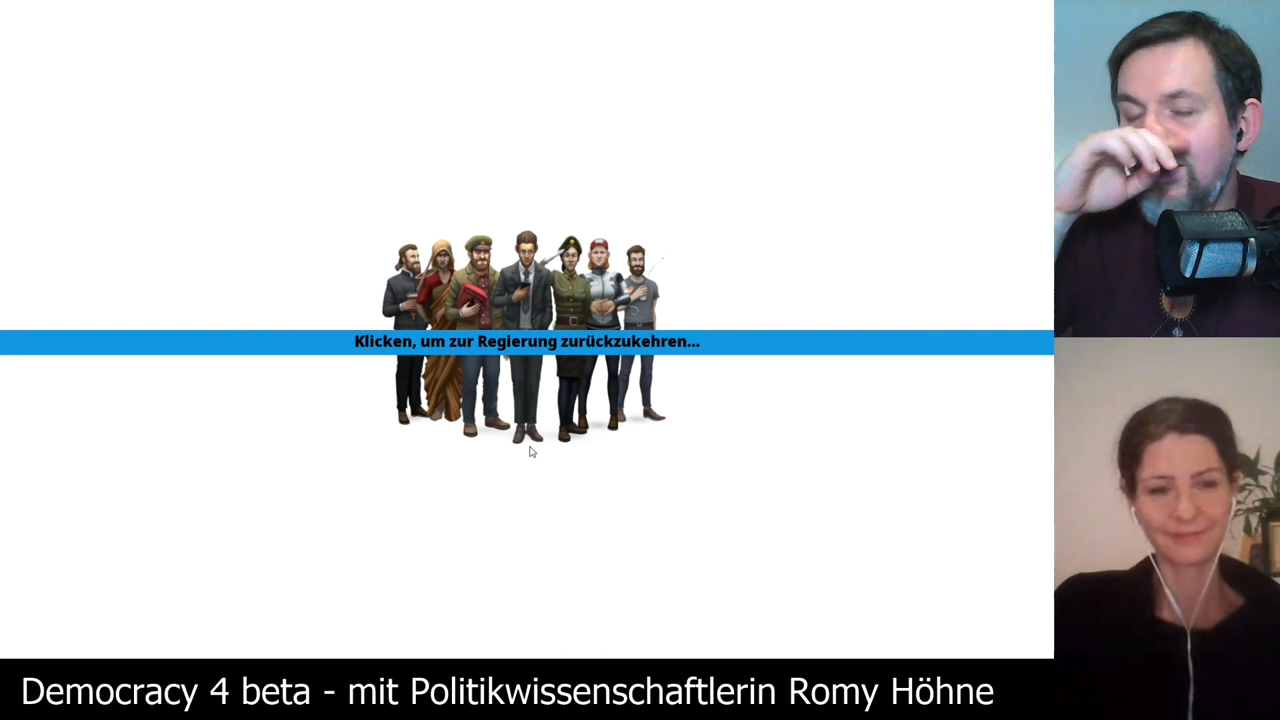 Klicken, um zur Regierung zurückzukehren...
Democracy 4 beta - mit Politikwissenschaftlerin Romy Höhne